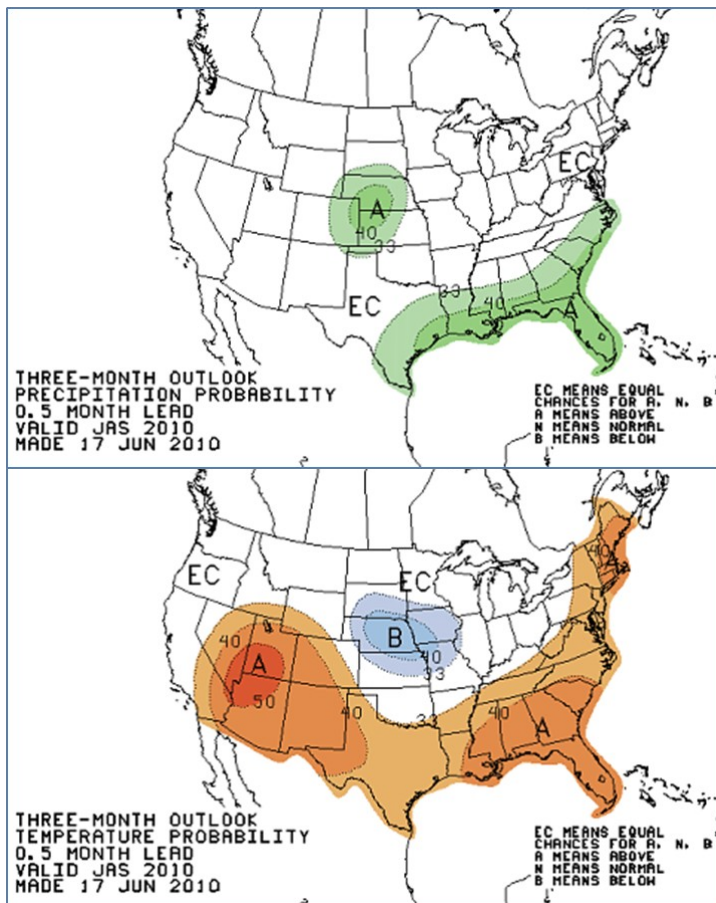 EC
A
40
33
33
EC
40
A
THREE-MONTH OUTLOOK
PRECIPITATION PROBABILITY
0.5 MONTH LEAD
VALID JAS 2010
MADE 17 JUN 2010
EC MEANS EQUAL
CHANCES FOR A, N, B
A MEANS ABOVE
N MEANS NORMAL
B MEANS BELOW
40
A
EC
EC
B
40
A
40
33
50
40
33
40
A
THREE-MONTH OUTLOOK
TEMPERATURE PROBABILITY
0.5 MONTH LEAD
VALID JAS 2010
MADE 17 JUN 2010
EC MEANS EQUAL
CHANCES FOR A, N, B
A MEANS ABOVE
N MEANS NORMAL
B MEANS BELOW